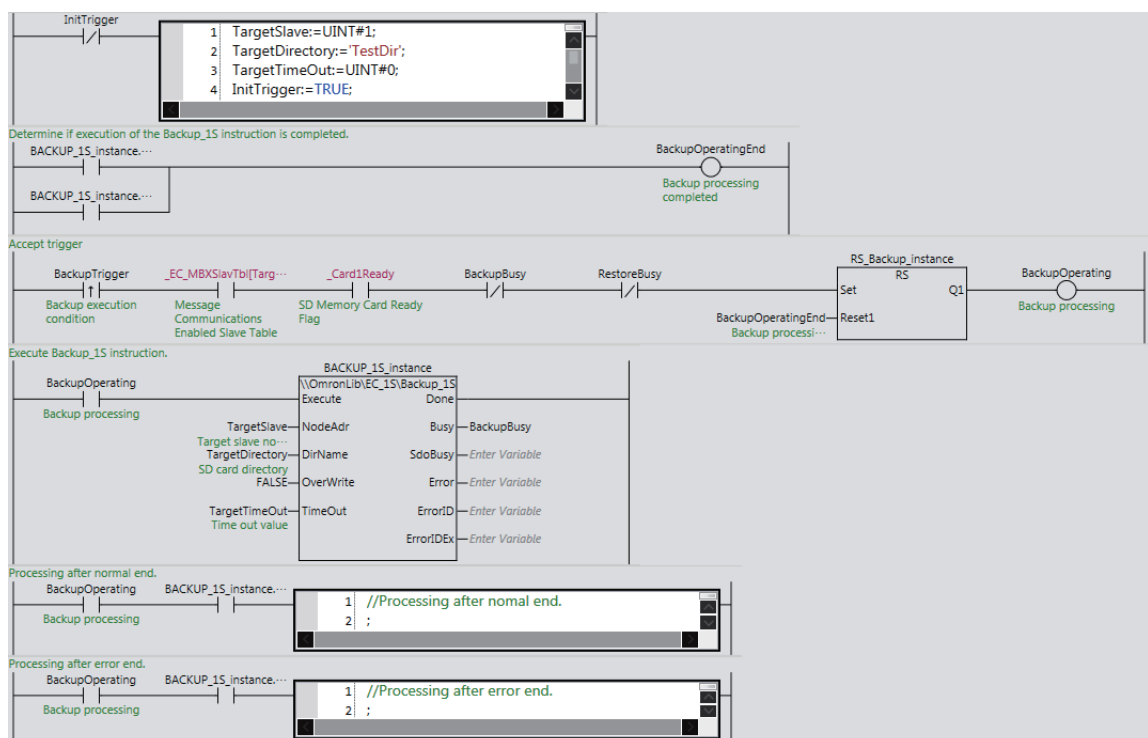 InitTrigger
1 TargetSlave:=UINT#1;
2 TargetDirectory:='TestDir';
3 TargetTimeOut:=UINT#0;
4 InitTrigger:=TRUE;
Determine if execution of the Backup_1S instruction is completed.
BACKUP_1S_instance.··· BackupOperatingEnd
Backup processing
completed
BACKUP_1S_instance.···
Accept trigger
RS_Backup_instance
BackupTrigger _EC_MBXSlavTbl[Targ··· _Card1Ready BackupBusy RestoreBusy RS BackupOperating
Set Q1
Backup execution
condition
Message
Communications
Enabled Slave Table
SD Memory Card Ready
Flag
Backup processing
BackupOperatingEnd Reset1
Backup processi···
Execute Backup_1S instruction.
BACKUP_1S_instance
BackupOperating \\OmronLib\EC_1S\Backup_1S
Execute Done
Backup processing
TargetSlave NodeAdr Busy BackupBusy
Target slave no···
TargetDirectory DirName SdoBusy Enter Variable
SD card directory
FALSE OverWrite Error Enter Variable
TargetTimeOut TimeOut ErrorID Enter Variable
Time out value
ErrorIDEx Enter Variable
Processing after normal end.
BackupOperating BACKUP_1S_instance.···
Backup processing
1 //Processing after nomal end.
2 ;
Processing after error end.
BackupOperating BACKUP_1S_instance.···
Backup processing
1 //Processing after error end.
2 ;